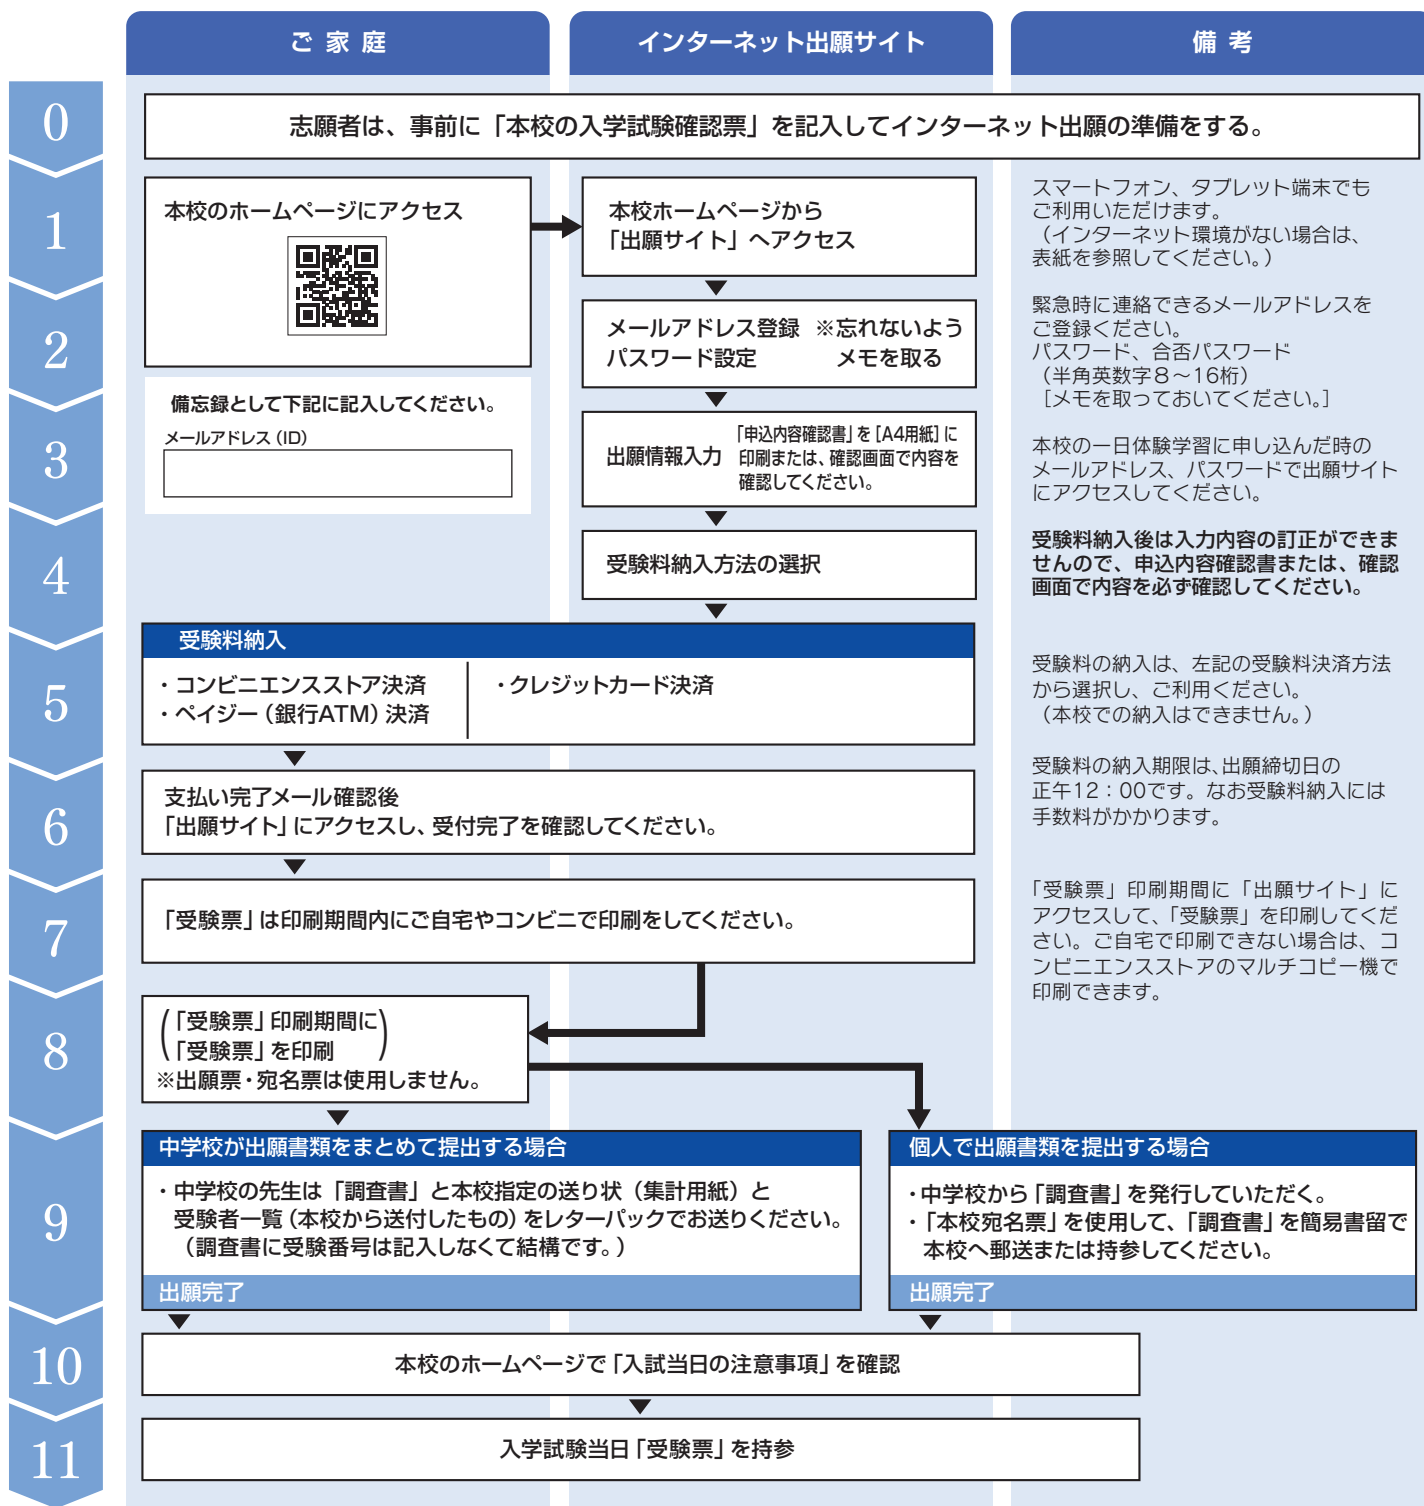 ご家庭
インターネット出願サイト
備考
0
志願者は、事前に「本校の入学試験確認票」を記入してインターネット出願の準備をする。
1
本校のホームページにアクセス
本校ホームページから
「出願サイト」へアクセス
スマートフォン、タブレット端末でも
ご利用いただけます。
（インターネット環境がない場合は、
表紙を参照してください。）
2
メールアドレス登録 ※忘れないよう
パスワード設定 メモを取る
緊急時に連絡できるメールアドレスを
ご登録ください。
パスワード、合否パスワード
（半角英数字８～16桁）
［メモを取っておいてください。］
備忘録として下記に記入してください。
メールアドレス（ID）
3
出願情報入力
「申込内容確認書」を［A4用紙］に
印刷または、確認画面で内容を
確認してください。
本校の一日体験学習に申し込んだ時の
メールアドレス、パスワードで出願サイト
にアクセスしてください。
4
受験料納入方法の選択
受験料納入後は入力内容の訂正ができま
せんので、申込内容確認書または、確認
画面で内容を必ず確認してください。
5
受験料納入
・コンビニエンスストア決済
・ペイジー（銀行ATM）決済
・クレジットカード決済
受験料の納入は、左記の受験料決済方法
から選択し、ご利用ください。
（本校での納入はできません。）
6
支払い完了メール確認後
「出願サイト」にアクセスし、受付完了を確認してください。
受験料の納入期限は、出願締切日の
正午12：00です。なお受験料納入には
手数料がかかります。
7
「受験票」は印刷期間内にご自宅やコンビニで印刷をしてください。
「受験票」印刷期間に「出願サイト」に
アクセスして、「受験票」を印刷してくだ
さい。ご自宅で印刷できない場合は、コ
ンビニエンスストアのマルチコピー機で
印刷できます。
8
（「受験票」印刷期間に
「受験票」を印刷）
※出願票・宛名票は使用しません。
9
中学校が出願書類をまとめて提出する場合
・中学校の先生は「調査書」と本校指定の送り状（集計用紙）と
受験者一覧（本校から送付したもの）をレターパックでお送りください。
（調査書に受験番号は記入しなくて結構です。）
出願完了
個人で出願書類を提出する場合
・中学校から「調査書」を発行していただく。
・「本校宛名票」を使用して、「調査書」を簡易書留で
本校へ郵送または持参してください。
出願完了
10
本校のホームページで「入試当日の注意事項」を確認
11
入学試験当日「受験票」を持参